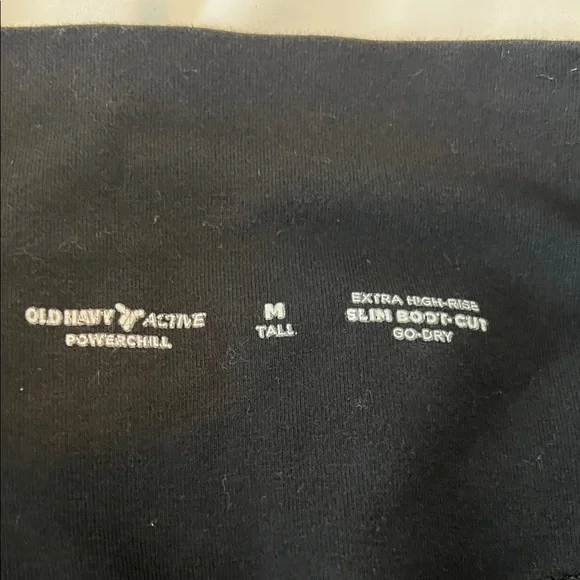 OLD NAVY ACTIVE
POWERCHILL
M
TALL
EXTRA HIGH-RISE
SLIM BOOT-CUT
GO-DRY